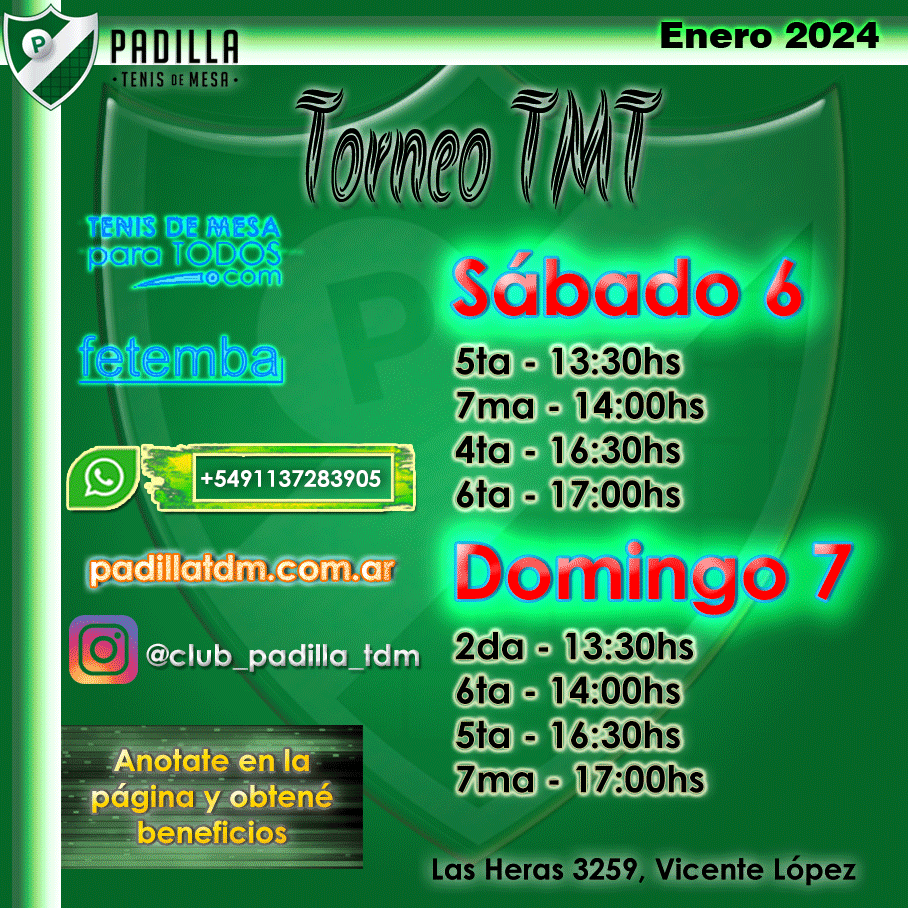 P
PADILLA
• TENIS DE MESA •
Enero 2024
Torneo TMT
TENIS DE MESA
para TODOS
.com
fetemba
+5491137283905
padillatdm.com.ar
@club_padilla_tdm
Anotate en la
página y obtené
beneficios
Sábado 6
5ta - 13:30hs
7ma - 14:00hs
4ta - 16:30hs
6ta - 17:00hs
Domingo 7
2da - 13:30hs
6ta - 14:00hs
5ta - 16:30hs
7ma - 17:00hs
Las Heras 3259, Vicente López
P